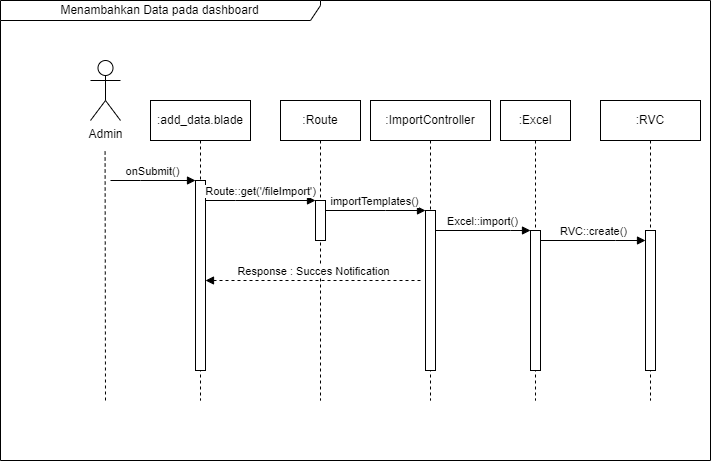 Menambahkan Data pada dashboard
Admin
:add_data.blade
:Route
:ImportController
:Excel
:RVC
onSubmit()
Route::get('/fileImport')
importTemplates()
Excel::import()
RVC::create()
Response : Succes Notification